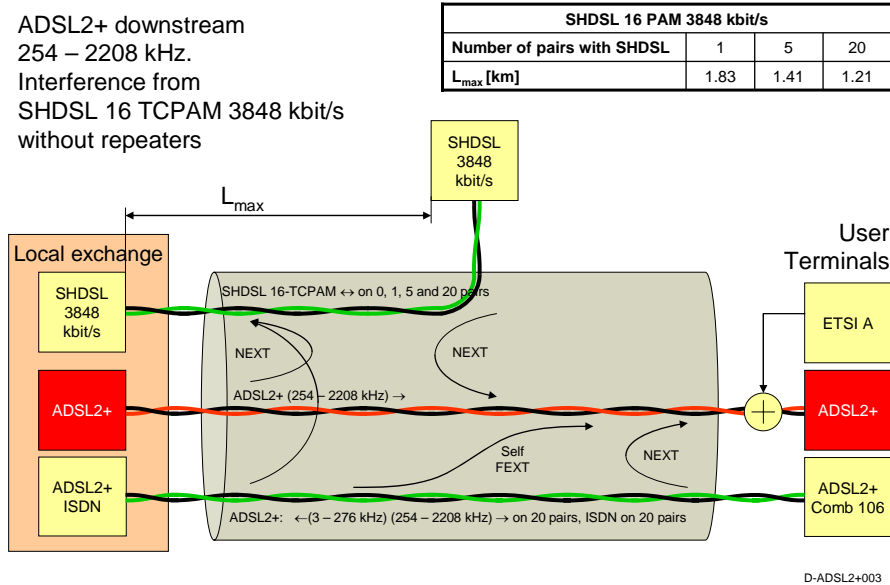 ADSL2+ downstream
254 – 2208 kHz.
Interference from
SHDSL 16 TCPAM 3848 kbit/s
without repeaters
SHDSL 16 PAM 3848 kbit/s
Number of pairs with SHDSL 1 5 20
Lmax [km] 1.83 1.41 1.21
SHDSL
3848
kbit/s
Lmax
Local exchange
User
Terminals
SHDSL
3848
kbit/s
SHDSL 16-TCPAM ↔ on 0, 1, 5 and 20 pairs
ETSI A
NEXT
NEXT
ADSL2+
ADSL2+ (254 – 2208 kHz) →
ADSL2+
Self
FEXT
NEXT
ADSL2+
ISDN
ADSL2+
Comb 106
ADSL2+: ←(3 – 276 kHz) (254 – 2208 kHz) → on 20 pairs, ISDN on 20 pairs
D-ADSL2+003